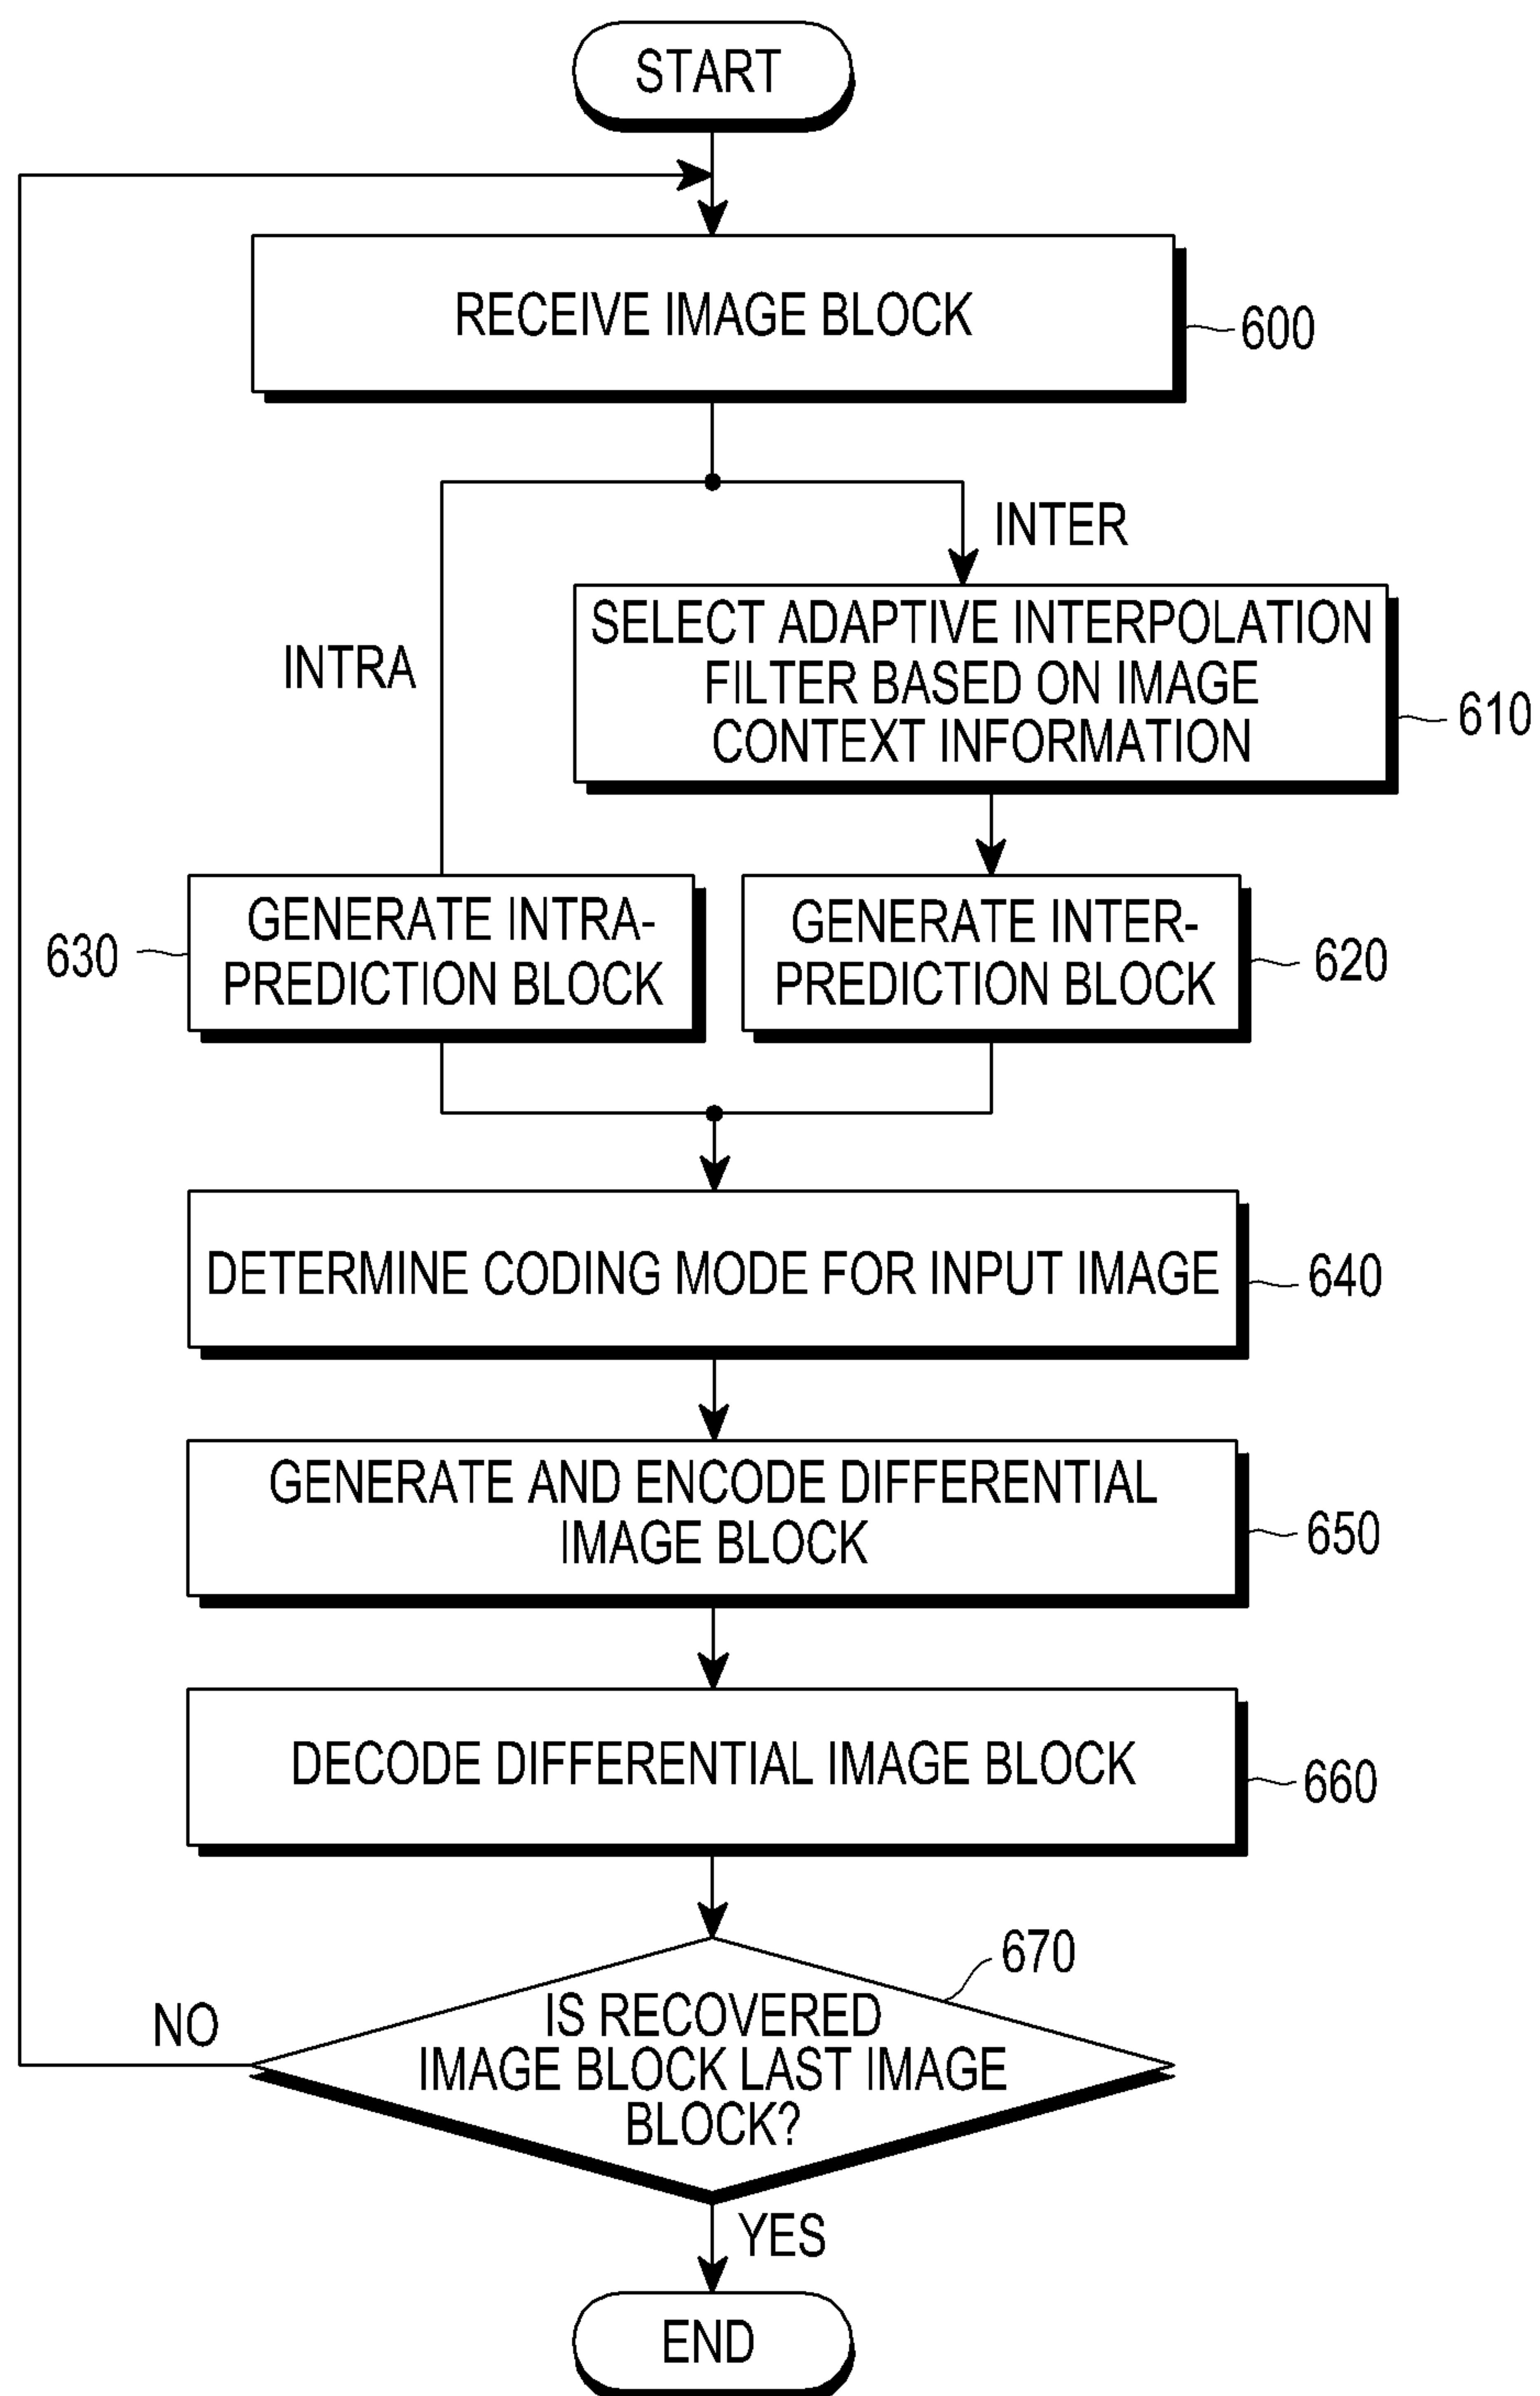 START
RECEIVE IMAGE BLOCK
600
INTER
INTRA
SELECT ADAPTIVE INTERPOLATION
FILTER BASED ON IMAGE
CONTEXT INFORMATION
610
GENERATE INTRA-
PREDICTION BLOCK
630
GENERATE INTER-
PREDICTION BLOCK
620
DETERMINE CODING MODE FOR INPUT IMAGE
640
GENERATE AND ENCODE DIFFERENTIAL
IMAGE BLOCK
650
DECODE DIFFERENTIAL IMAGE BLOCK
660
670
IS RECOVERED
IMAGE BLOCK LAST IMAGE
BLOCK?
NO
YES
END